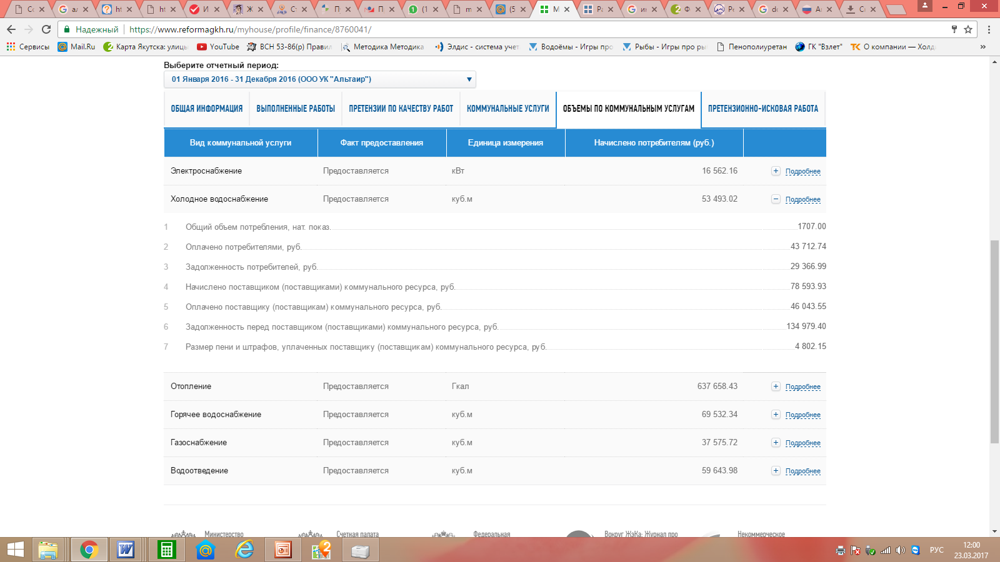 Надежный https://www.reformagkh.ru/myhouse/profile/finance/8760041/
Сервисы Mail.Ru Карта Якутска: улицы YouTube ВСН 53-86(р) Правил Методика Методика Элдис - система учет Водоёмы - Игры про Рыбы - Игры про ры Пенополиуретан ГК "Взлет" О компании — Холд
Выберите отчетный период:
01 Января 2016 - 31 Декабря 2016 (ООО УК "Альтаир")
ОБЩАЯ ИНФОРМАЦИЯ ВЫПОЛНЕННЫЕ РАБОТЫ ПРЕТЕНЗИИ ПО КАЧЕСТВУ РАБОТ КОММУНАЛЬНЫЕ УСЛУГИ ОБЪЕМЫ ПО КОММУНАЛЬНЫМ УСЛУГАМ ПРЕТЕНЗИОННО-ИСКОВАЯ РАБОТА
Вид коммунальной услуги Факт предоставления Единица измерения Начислено потребителям (руб.)
Электроснабжение Предоставляется кВт 16 562.16 Подробнее
Холодное водоснабжение Предоставляется куб.м 53 493.02 Подробнее
1 Общий объем потребления, нат. показ. 1707.00
2 Оплачено потребителями, руб. 43 712.74
3 Задолженность потребителей, руб. 29 366.99
4 Начислено поставщиком (поставщиками) коммунального ресурса, руб. 78 593.93
5 Оплачено поставщику (поставщикам) коммунального ресурса, руб. 46 043.55
6 Задолженность перед поставщиком (поставщиками) коммунального ресурса, руб. 134 979.40
7 Размер пени и штрафов, уплаченных поставщику (поставщикам) коммунального ресурса, руб. 4 802.15
Отопление Предоставляется Гкал 637 658.43 Подробнее
Горячее водоснабжение Предоставляется куб.м 69 532.34 Подробнее
Газоснабжение Предоставляется куб.м 37 575.72 Подробнее
Водоотведение Предоставляется куб.м 59 643.98 Подробнее
Министерство Счетная палата Федеральная Вокруг ЖэКа: Журнал про Некоммерческое
РУС 12:00
23.03.2017